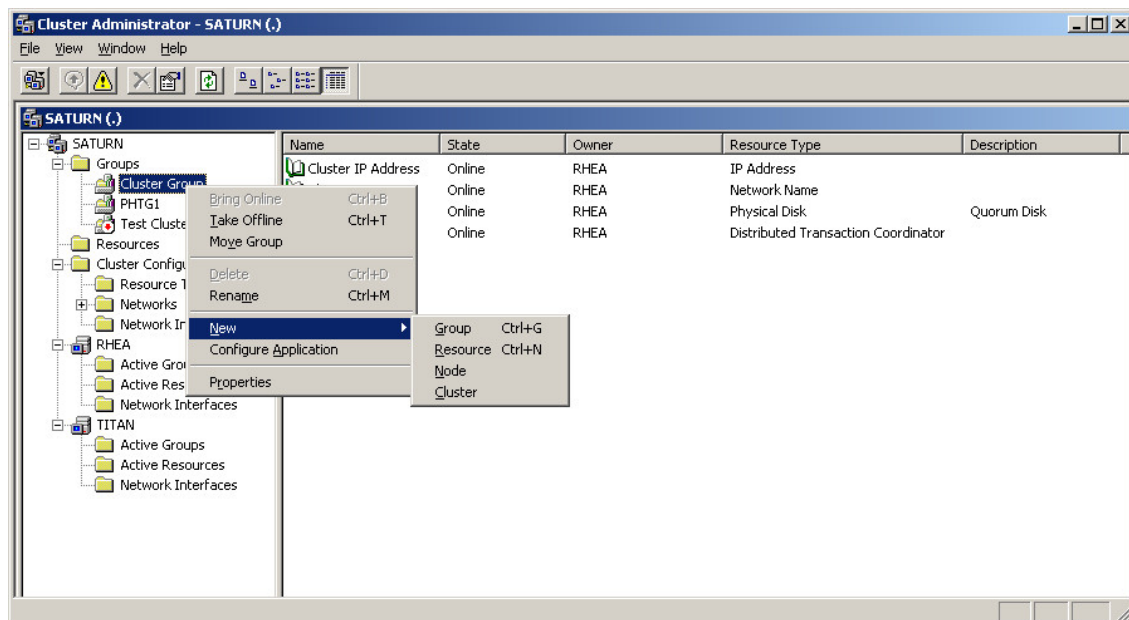 Cluster Administrator - SATURN (.)
File View Window Help
SATURN (.)
SATURN
Groups
Cluster Group
PHTG1
Test Cluste
Resources
Cluster Configu
Resource T
Networks
Network In
RHEA
Active Grou
Active Res
Network Interfaces
TITAN
Active Groups
Active Resources
Network Interfaces
Name State Owner Resource Type Description
Cluster IP Address Online RHEA IP Address
Online RHEA Network Name
Online RHEA Physical Disk Quorum Disk
Online RHEA Distributed Transaction Coordinator
Bring Online Ctrl+B
Take Offline Ctrl+T
Move Group
Delete Ctrl+D
Rename Ctrl+M
New
Configure Application
Properties
Group Ctrl+G
Resource Ctrl+N
Node
Cluster